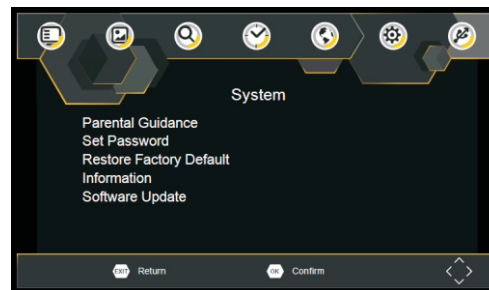 System
Parental Guidance
Set Password
Restore Factory Default
Information
Software Update
EXIT Return OK Confirm